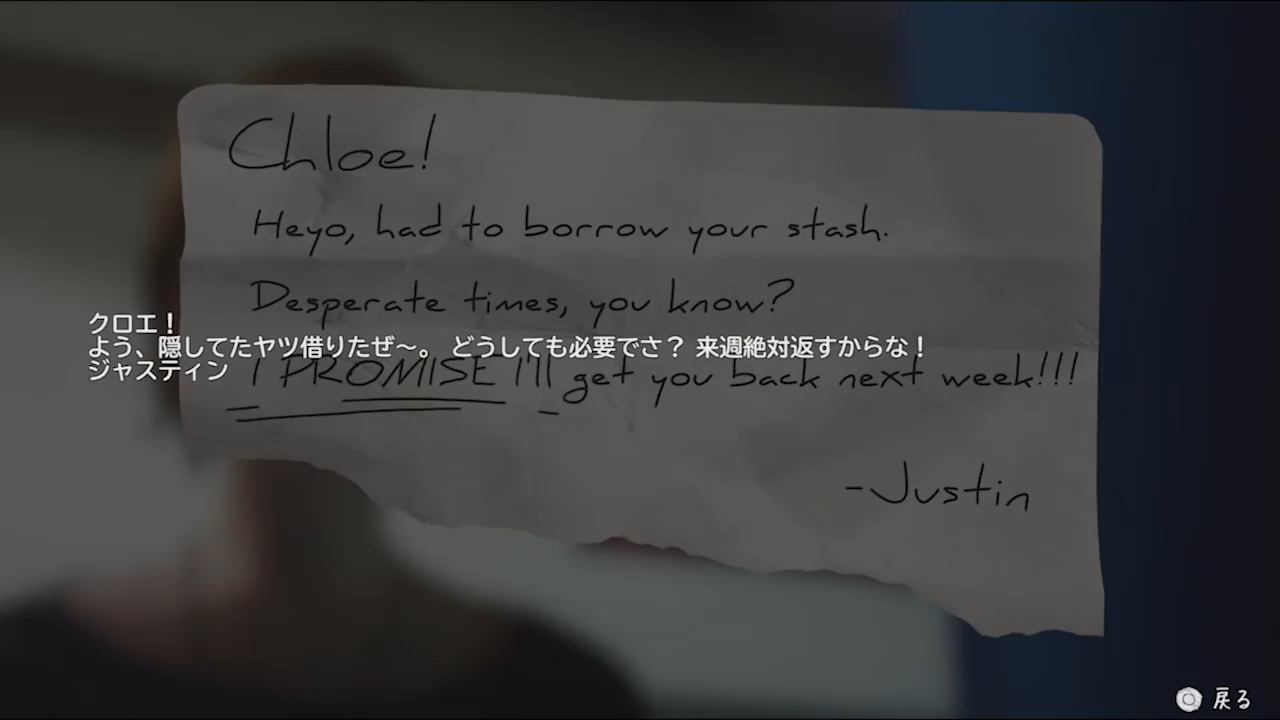 Chloe!
Heyo, had to borrow your stash.
Desperate times, you know?
I PROMISE I'll get you back next week!!!
-Justin
クロエ！
よう、隠してたヤツ借りたぜ～。 どうしても必要でさ？ 来週絶対返すからな！
ジャスティン
戻る